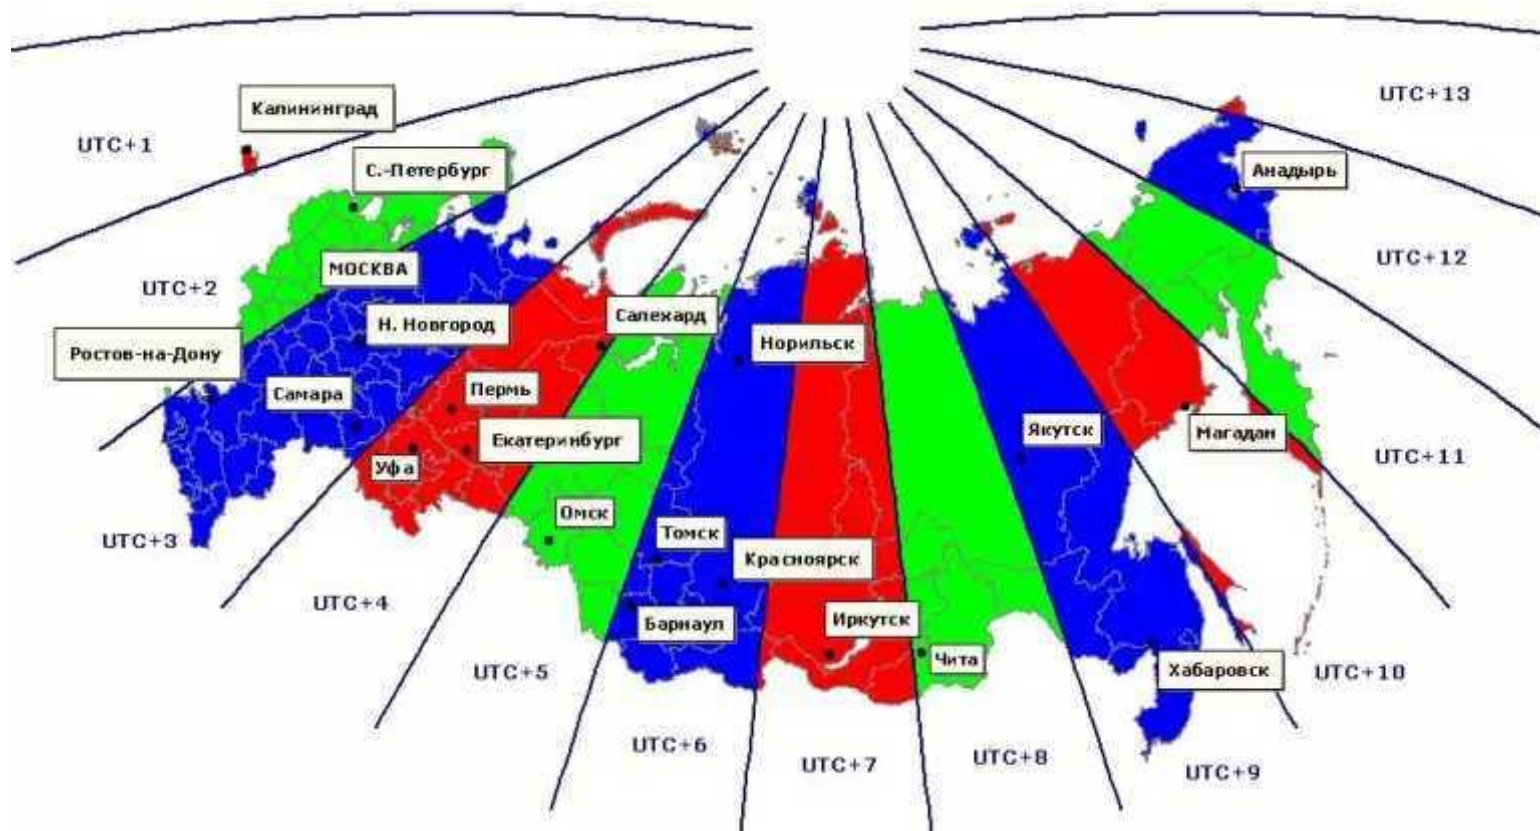 UTC+13
Калининград
UTC+1
С.-Петербург
Анадырь
UTC+12
МОСКВА
UTC+2
Н. Новгород
Салехард
Норильск
Ростов-на-Дону
Самара
Пермь
Екатеринбург
Якутск
Магадан
UTC+11
Уфа
Омск
UTC+3
Томск
Красноярск
UTC+4
Барнаул
Иркутск
Чита
UTC+5
Хабаровск
UTC+10
UTC+6
UTC+7
UTC+8
UTC+9